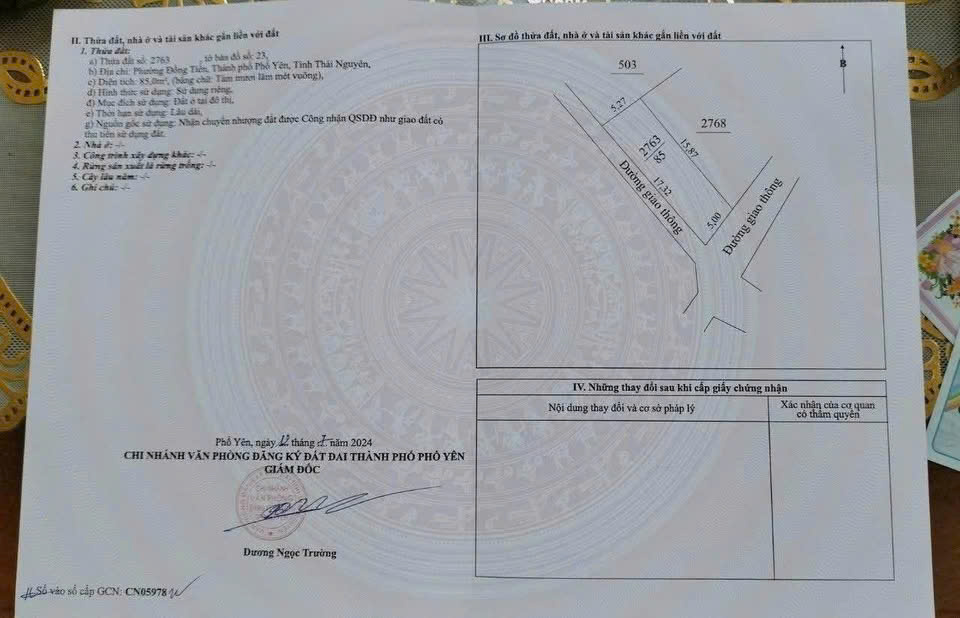 II. Thửa đất, nhà ở và tài sản khác gắn liền với đất
1. Thửa đất:
a) Thửa đất số: 2763 , tờ bản đồ số: 23,
b) Địa chỉ: Phường Đồng Tiến, Thành phố Phổ Yên, Tỉnh Thái Nguyên,
c) Diện tích: 85,0m², (bằng chữ: Tám mươi lăm mét vuông),
d) Hình thức sử dụng: Sử dụng riêng,
đ) Mục đích sử dụng: Đất ở tại đô thị,
e) Thời hạn sử dụng: Lâu dài,
g) Nguồn gốc sử dụng: Nhận chuyển nhượng đất được Công nhận QSDĐ như giao đất có
thu tiền sử dụng đất.
2. Nhà ở: -/-
3. Công trình xây dựng khác: -/-
4. Rừng sản xuất là rừng trồng: -/-
5. Cây lâu năm: -/-
6. Ghi chú: -/-
Phổ Yên, ngày 12 tháng 7 năm 2024
CHI NHÁNH VĂN PHÒNG ĐĂNG KÝ ĐẤT ĐAI THÀNH PHỐ PHỔ YÊN
GIÁM ĐỐC
CHI NHÁNH
VĂN PHÒNG
Dương Ngọc Trường
Số vào sổ cấp GCN: CN05978
III. Sơ đồ thửa đất, nhà ở và tài sản khác gắn liền với đất
B
503
5,27
2768
2763
85
15,87
17,32
Đường giao thông
5,00
Đường giao thông
IV. Những thay đổi sau khi cấp giấy chứng nhận
Nội dung thay đổi và cơ sở pháp lý
Xác nhận của cơ quan
có thẩm quyền